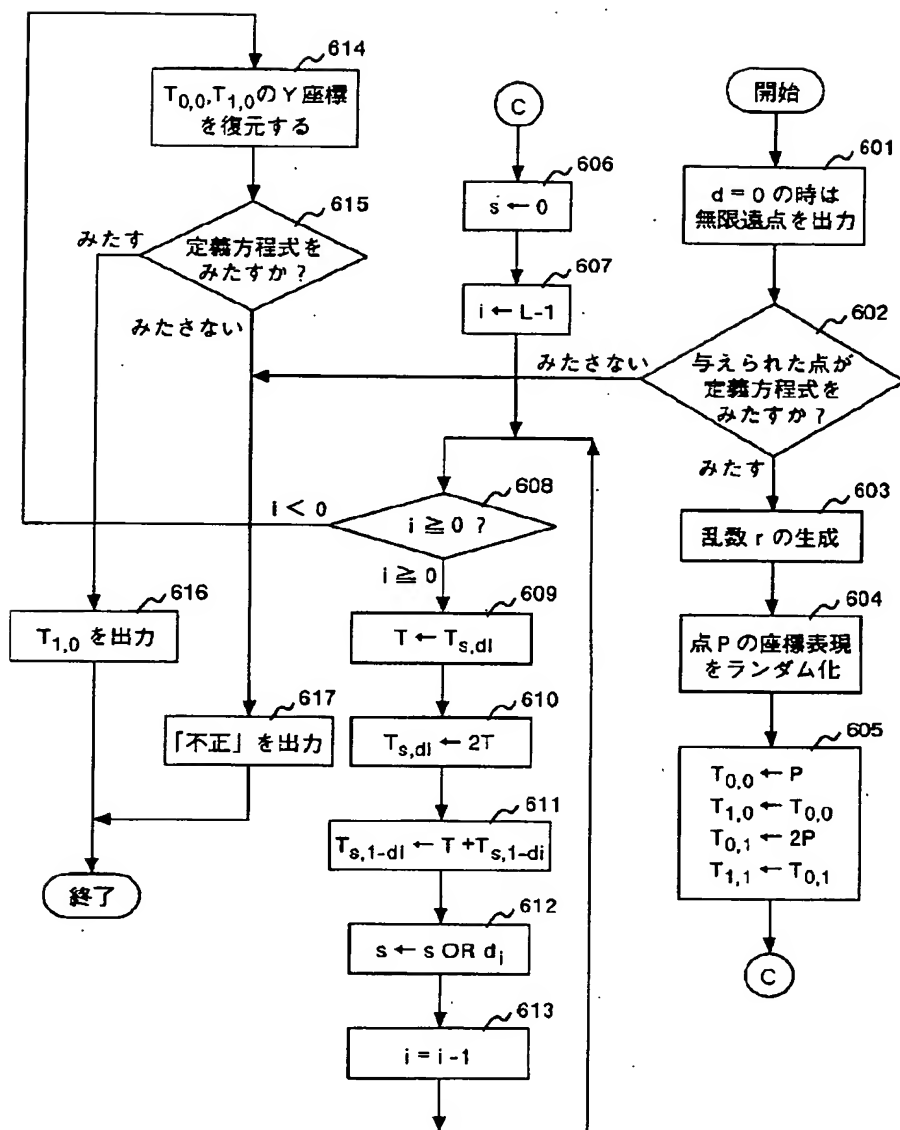 開始
601
d=0の時は
無限遠点を出力
602
与えられた点が
定義方程式を
みたすか?
みたさない
みたす
603
乱数rの生成
604
点Pの座標表現
をランダム化
605
T0,0←P
T1,0←T0,0
T0,1←2P
T1,1←T0,1
C
C
606
s←0
607
i←L-1
608
i≧0?
i<0
i≧0
609
T←Ts,di
610
Ts,di←2T
611
Ts,1-di←T+Ts,1-di
612
s←s OR di
613
i=i-1
614
T0,0,T1,0のY座標
を復元する
615
定義方程式を
みたすか?
みたす
みたさない
616
T1,0を出力
617
「不正」を出力
終了